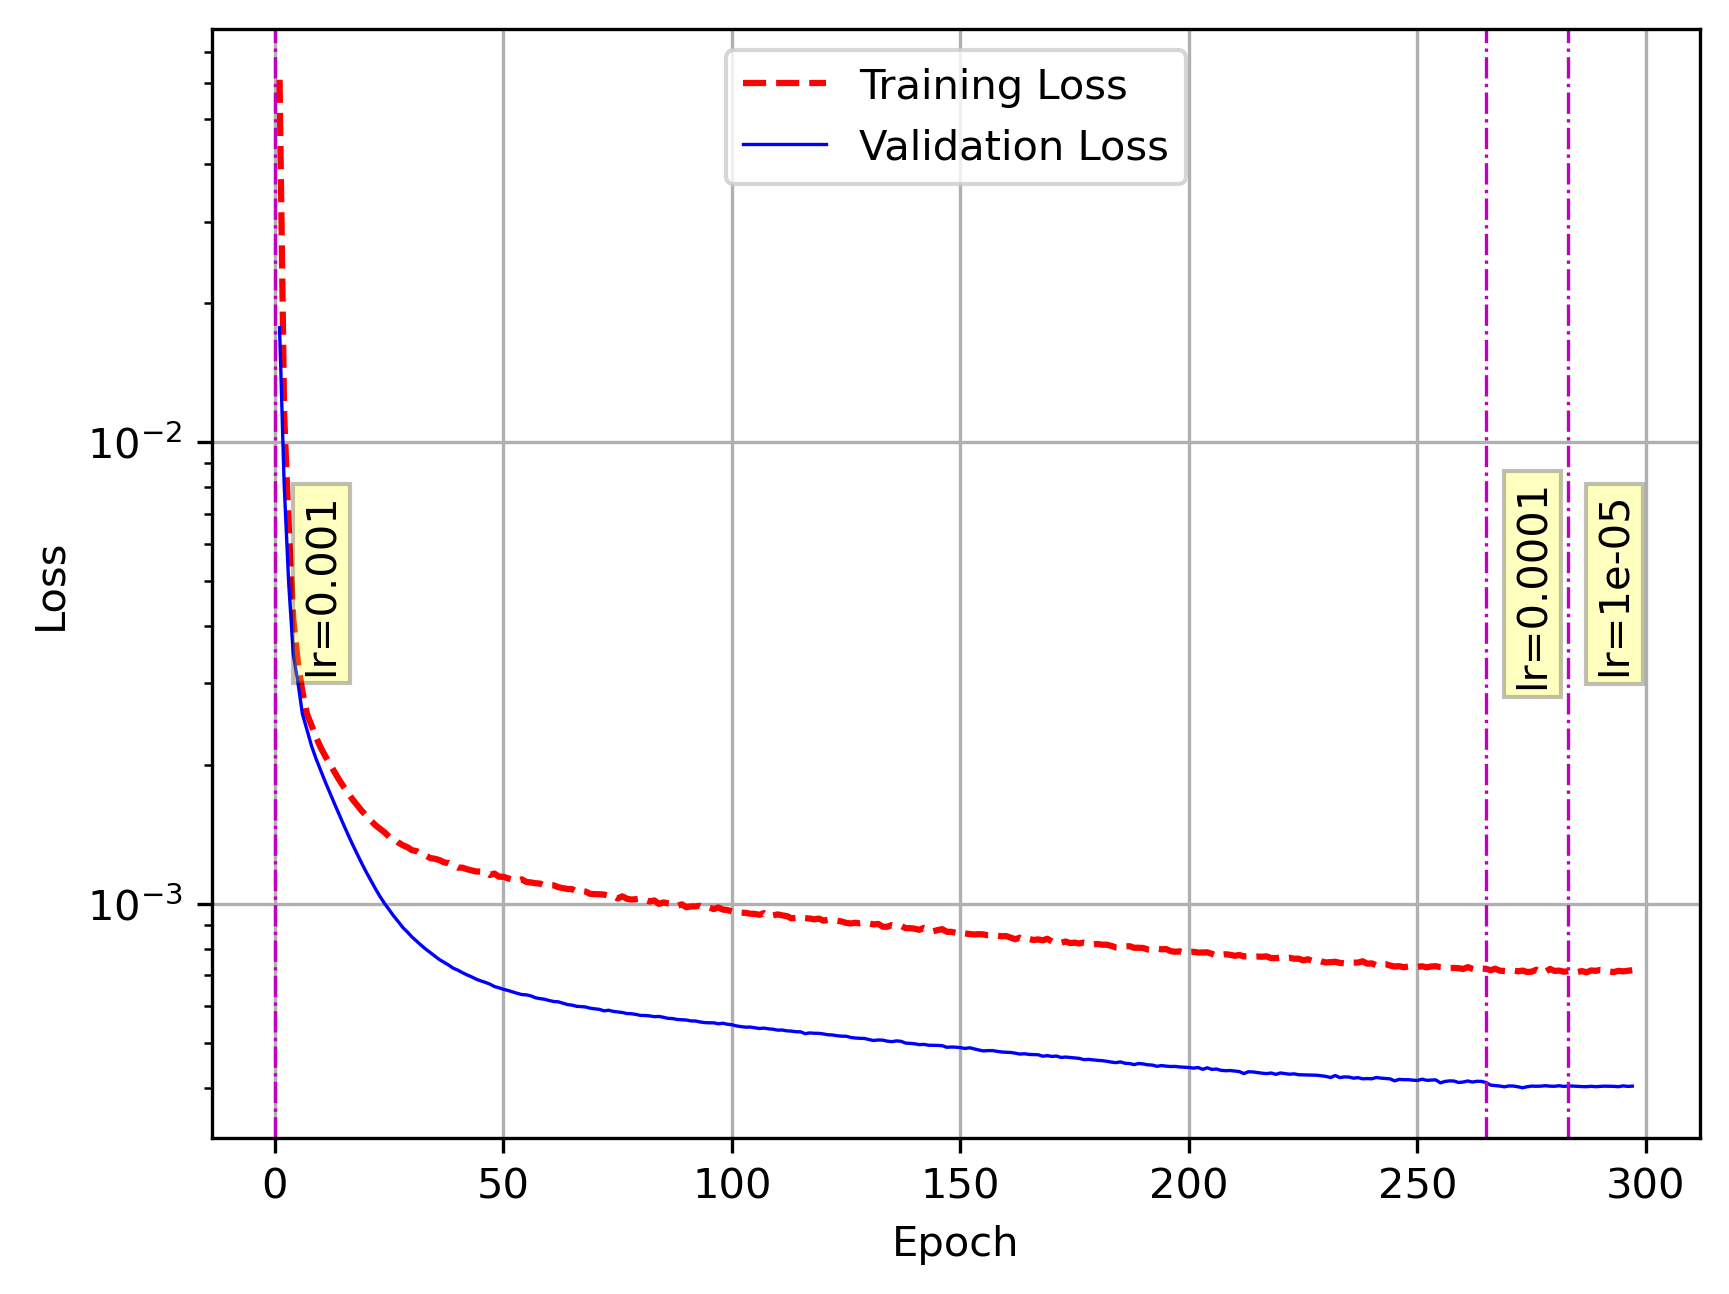 Training Loss
Validation Loss
10⁻²
10⁻³
Loss
lr=0.001
lr=0.0001
lr=1e-05
0 50 100 150 200 250 300
Epoch